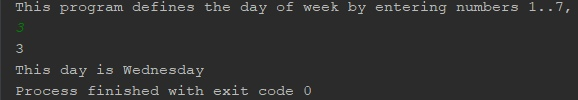 This program defines the day of week by entering numbers 1..7,
3
3
This day is Wednesday
Process finished with exit code 0